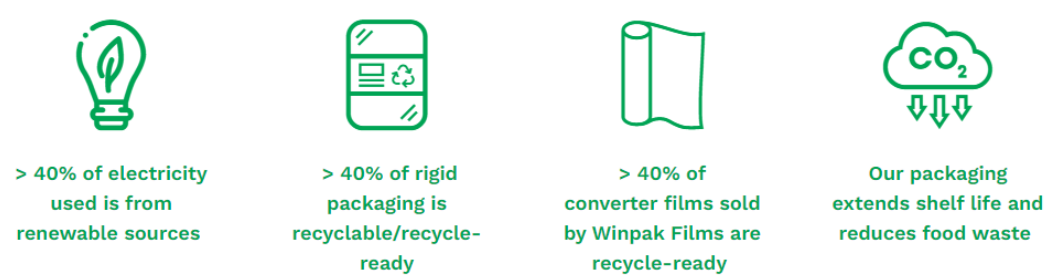 CO2
> 40% of electricity
used is from
renewable sources
> 40% of rigid
packaging is
recyclable/recycle-
ready
> 40% of
converter films sold
by Winpak Films are
recycle-ready
Our packaging
extends shelf life and
reduces food waste